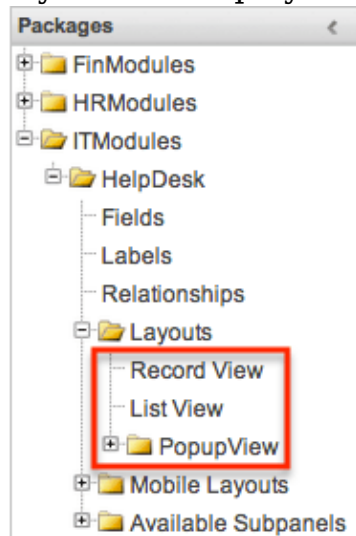 Packages
FinModules
HRModules
ITModules
HelpDesk
Fields
Labels
Relationships
Layouts
Record View
List View
PopupView
Mobile Layouts
Available Subpanels